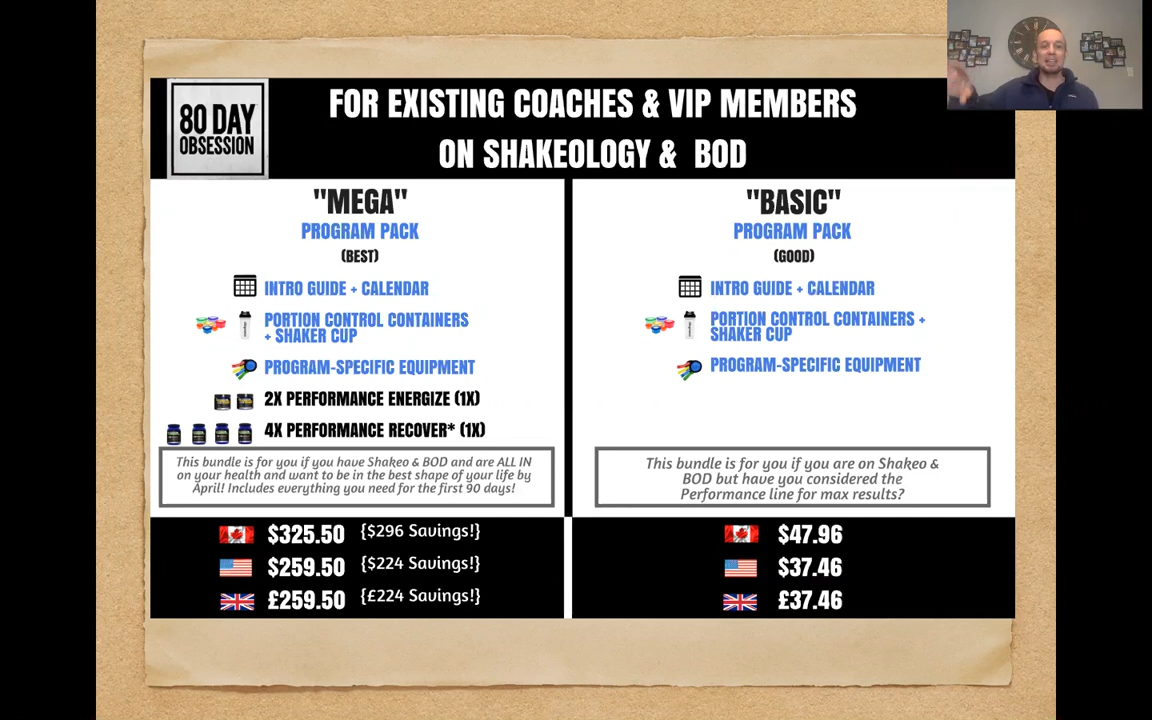 80 DAY
OBSESSION
FOR EXISTING COACHES & VIP MEMBERS
ON SHAKEOLOGY & BOD
"MEGA"
PROGRAM PACK
(BEST)
INTRO GUIDE + CALENDAR
PORTION CONTROL CONTAINERS
+ SHAKER CUP
PROGRAM-SPECIFIC EQUIPMENT
2X PERFORMANCE ENERGIZE (1X)
4X PERFORMANCE RECOVER* (1X)
This bundle is for you if you have Shakeo & BOD and are ALL IN
on your health and want to be in the best shape of your life by
April! Includes everything you need for the first 90 days!
$325.50 {$296 Savings!}
$259.50 {$224 Savings!}
£259.50 {£224 Savings!}
"BASIC"
PROGRAM PACK
(GOOD)
INTRO GUIDE + CALENDAR
PORTION CONTROL CONTAINERS +
SHAKER CUP
PROGRAM-SPECIFIC EQUIPMENT
This bundle is for you if you are on Shakeo &
BOD but have you considered the
Performance line for max results?
$47.96
$37.46
£37.46